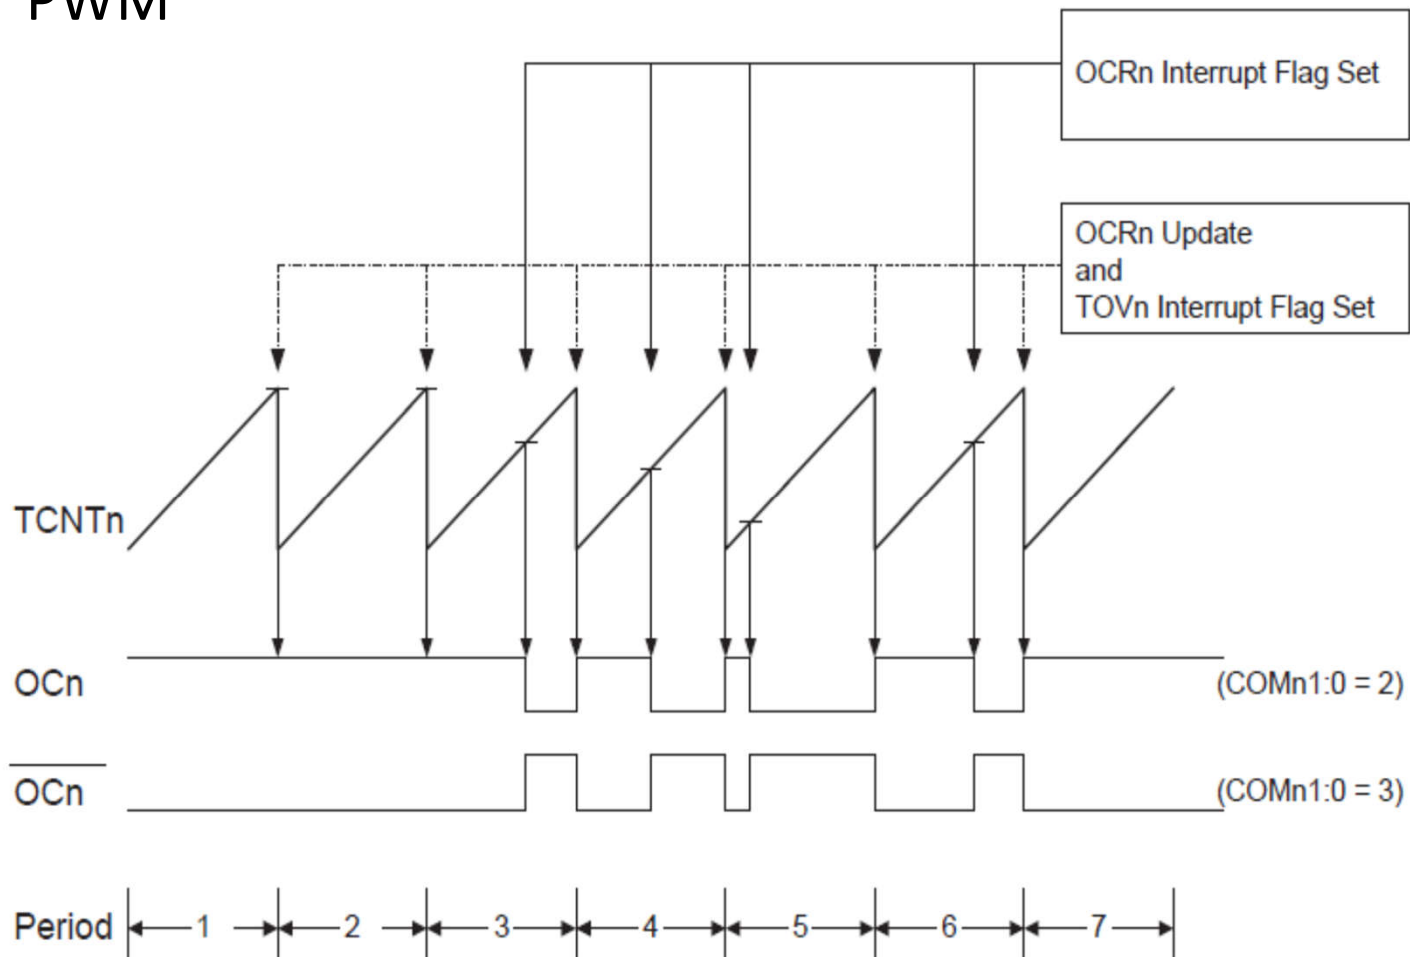 PWM
OCRn Interrupt Flag Set
OCRn Update
and
TOVn Interrupt Flag Set
TCNTn
OCn
(COMn1:0 = 2)
OCn
(COMn1:0 = 3)
Period 1 2 3 4 5 6 7